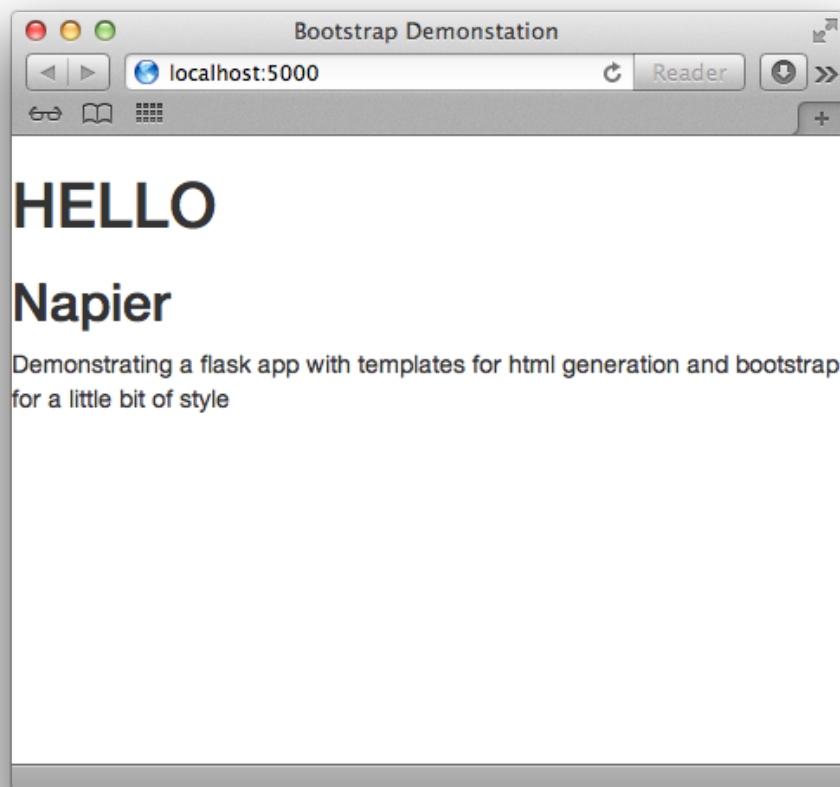 Bootstrap Demonstation
localhost:5000
Reader
HELLO
Napier
Demonstrating a flask app with templates for html generation and bootstrap
for a little bit of style